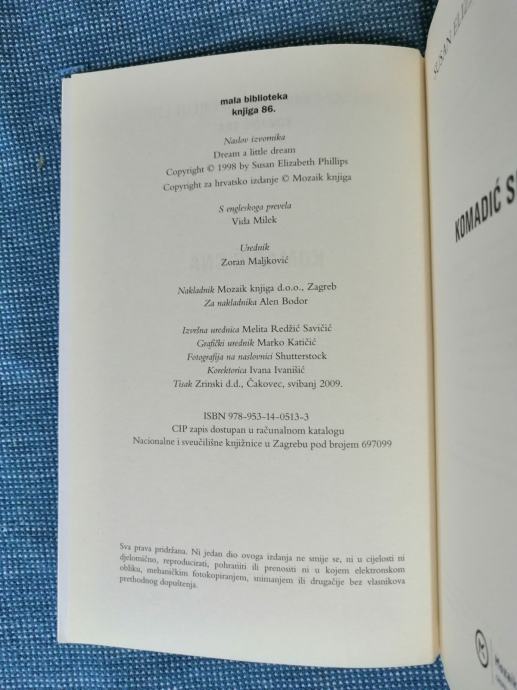 mala biblioteka
knjiga 86.
Naslov izvornika
Dream a little dream
Copyright © 1998 by Susan Elizabeth Phillips
Copyright za hrvatsko izdanje © Mozaik knjiga
S engleskoga prevela
Vida Milek
Urednik
Zoran Maljković
Nakladnik Mozaik knjiga d.o.o., Zagreb
Za nakladnika Alen Bodor
Izvršna urednica Melita Redžić Savičić
Grafički urednik Marko Katičić
Fotografija na naslovnici Shutterstock
Korektorica Ivana Ivanišić
Tisak Zrinski d.d., Čakovec, svibanj 2009.
ISBN 978-953-14-0513-3
CIP zapis dostupan u računalnom katalogu
Nacionalne i sveučilišne knjižnice u Zagrebu pod brojem 697099
Sva prava pridržana. Ni jedan dio ovoga izdanja ne smije se, ni u cijelosti ni
djelomično, reproducirati, pohraniti ili prenositi ni u kojem elektronskom
obliku, mehaničkim fotokopiranjem, snimanjem ili drugačije bez vlasnikova
prethodnog dopuštenja.
SUSAN
KOMADIĆ